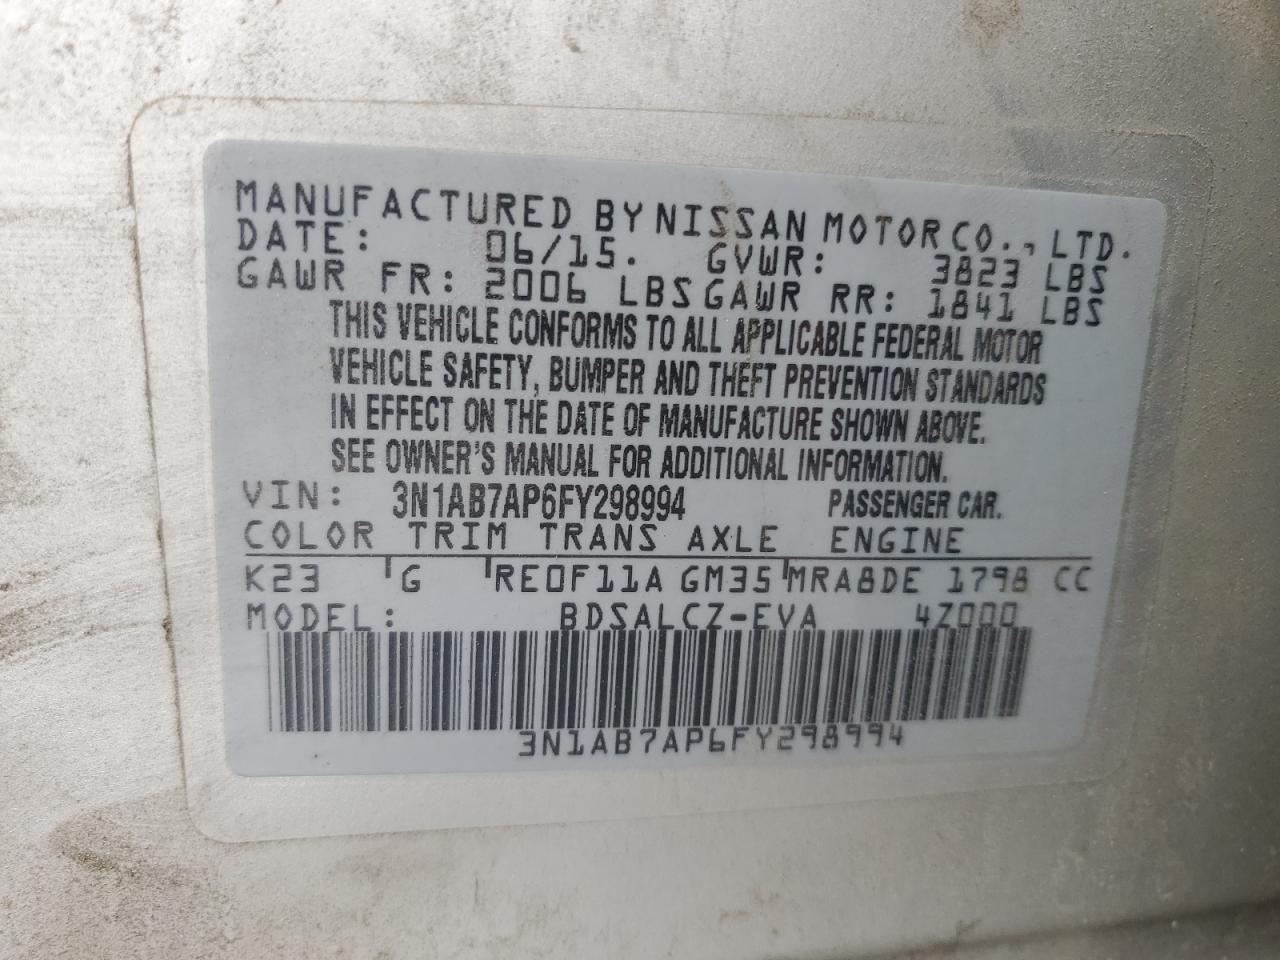 MANUFACTURED BY NISSAN MOTOR CO., LTD.
DATE: 06/15. GVWR: 3823 LBS
GAWR FR: 2006 LBS GAWR RR: 1841 LBS
THIS VEHICLE CONFORMS TO ALL APPLICABLE FEDERAL MOTOR
VEHICLE SAFETY, BUMPER AND THEFT PREVENTION STANDARDS
IN EFFECT ON THE DATE OF MANUFACTURE SHOWN ABOVE.
SEE OWNER'S MANUAL FOR ADDITIONAL INFORMATION.
VIN: 3N1AB7AP6FY298994 PASSENGER CAR.
COLOR TRIM TRANS AXLE ENGINE
K23 G RE0F11A GM35 MRA8DE 1798 CC
MODEL: BDSALCZ-EVA 4Z000
3N1AB7AP6FY298994